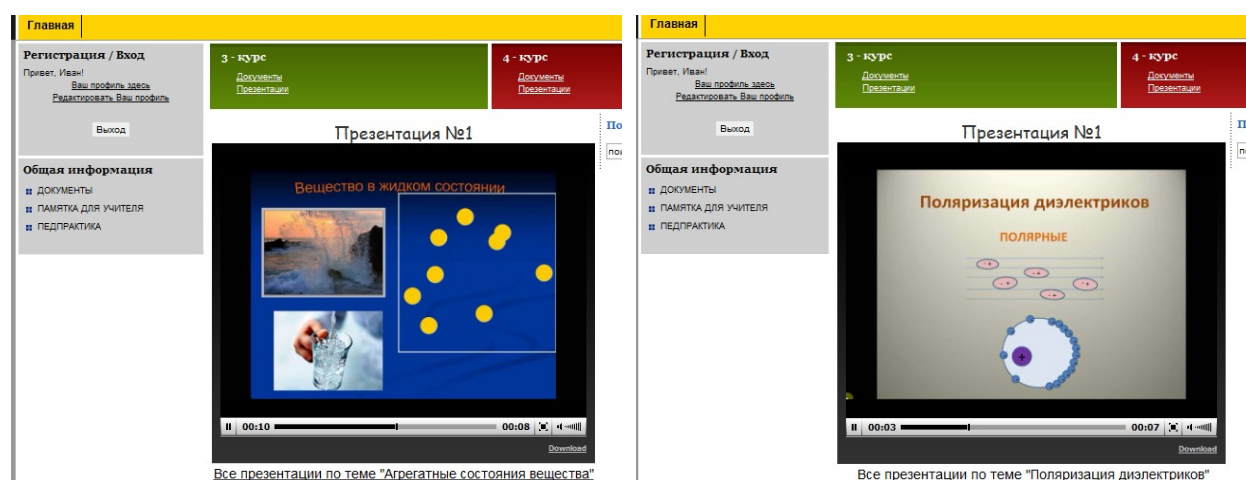 Главная
Регистрация / Вход
Привет, Иван!
Ваш профиль здесь
Редактировать Ваш профиль
Выход
Общая информация
ДОКУМЕНТЫ
ПАМЯТКА ДЛЯ УЧИТЕЛЯ
ПЕДПРАКТИКА
3 - курс
Документы
Презентации
4 - курс
Документы
Презентации
Презентация №1
Вещество в жидком состоянии
00:10
00:08
Download
Все презентации по теме "Агрегатные состояния вещества"
Главная
Регистрация / Вход
Привет, Иван!
Ваш профиль здесь
Редактировать Ваш профиль
Выход
Общая информация
ДОКУМЕНТЫ
ПАМЯТКА ДЛЯ УЧИТЕЛЯ
ПЕДПРАКТИКА
3 - курс
Документы
Презентации
4 - курс
Документы
Презентации
Презентация №1
Поляризация диэлектриков
ПОЛЯРНЫЕ
00:03
00:07
Download
Все презентации по теме "Поляризация диэлектриков"